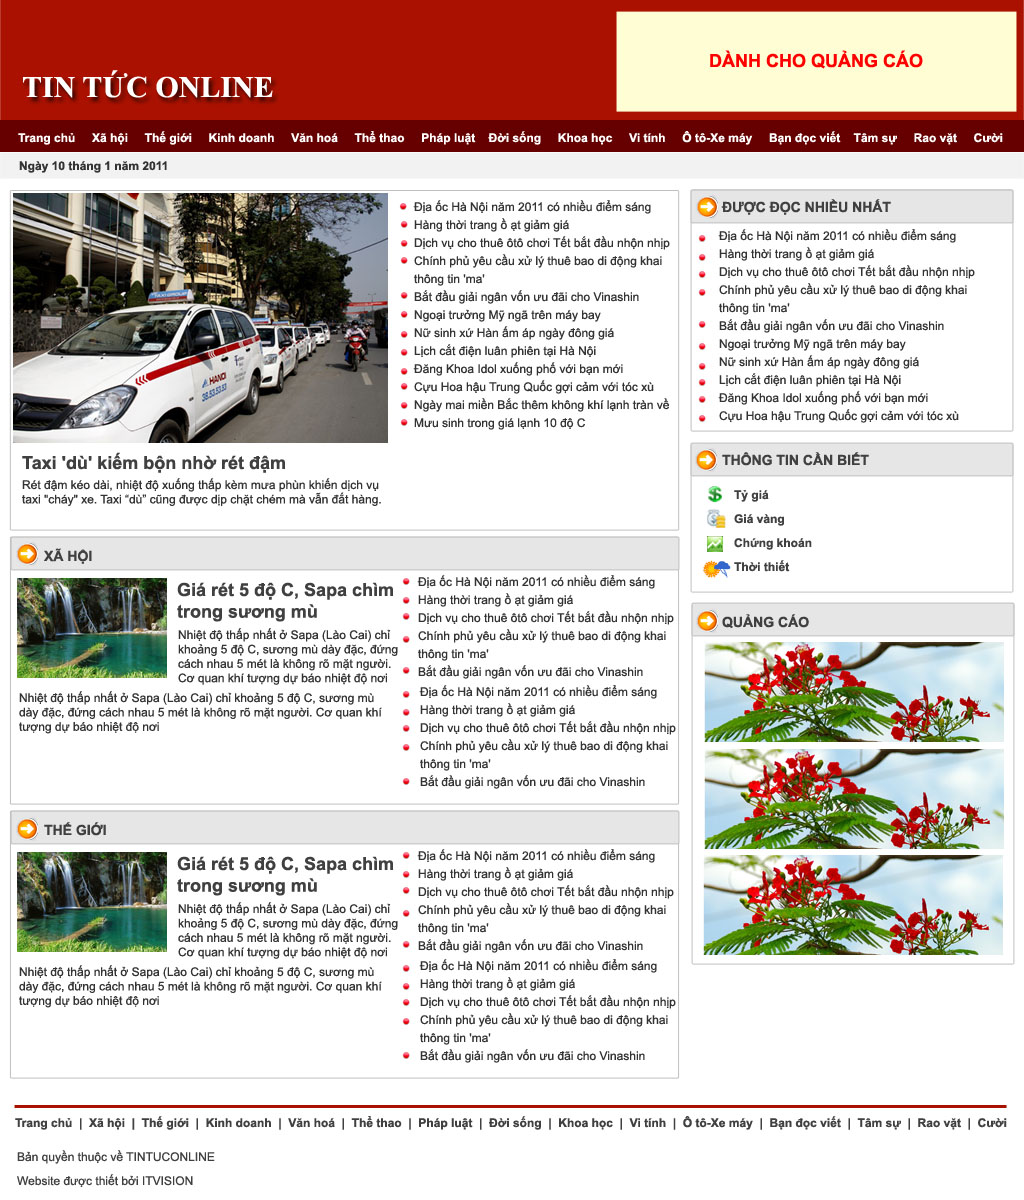 DÀNH CHO QUẢNG CÁO
TIN TỨC ONLINE
Trang chủ Xã hội Thế giới Kinh doanh Văn hoá Thể thao Pháp luật Đời sống Khoa học Vi tính Ô tô-Xe máy Bạn đọc viết Tâm sự Rao vặt Cười
Ngày 10 tháng 1 năm 2011
Địa ốc Hà Nội năm 2011 có nhiều điểm sáng
Hàng thời trang ồ ạt giảm giá
Dịch vụ cho thuê ôtô chơi Tết bắt đầu nhộn nhịp
Chính phủ yêu cầu xử lý thuê bao di động khai
thông tin 'ma'
Bắt đầu giải ngân vốn ưu đãi cho Vinashin
Ngoại trưởng Mỹ ngã trên máy bay
Nữ sinh xứ Hàn ấm áp ngày đông giá
Lịch cắt điện luân phiên tại Hà Nội
Đăng Khoa Idol xuống phố với bạn mới
Cựu Hoa hậu Trung Quốc gợi cảm với tóc xù
Ngày mai miền Bắc thêm không khí lạnh tràn về
Mưu sinh trong giá lạnh 10 độ C
TAXI GROUP
HANOI
38.53.53.53
Taxi 'dù' kiếm bộn nhờ rét đậm
Rét đậm kéo dài, nhiệt độ xuống thấp kèm mưa phùn khiến dịch vụ
taxi "cháy" xe. Taxi “dù” cũng được dịp chặt chém mà vẫn đắt hàng.
ĐƯỢC ĐỌC NHIỀU NHẤT
Địa ốc Hà Nội năm 2011 có nhiều điểm sáng
Hàng thời trang ồ ạt giảm giá
Dịch vụ cho thuê ôtô chơi Tết bắt đầu nhộn nhịp
Chính phủ yêu cầu xử lý thuê bao di động khai
thông tin 'ma'
Bắt đầu giải ngân vốn ưu đãi cho Vinashin
Ngoại trưởng Mỹ ngã trên máy bay
Nữ sinh xứ Hàn ấm áp ngày đông giá
Lịch cắt điện luân phiên tại Hà Nội
Đăng Khoa Idol xuống phố với bạn mới
Cựu Hoa hậu Trung Quốc gợi cảm với tóc xù
THÔNG TIN CẦN BIẾT
Tỷ giá
Giá vàng
Chứng khoán
Thời thiết
QUẢNG CÁO
XÃ HỘI
Giá rét 5 độ C, Sapa chìm
trong sương mù
Nhiệt độ thấp nhất ở Sapa (Lào Cai) chỉ
khoảng 5 độ C, sương mù dày đặc, đứng
cách nhau 5 mét là không rõ mặt người.
Cơ quan khí tượng dự báo nhiệt độ nơi
Nhiệt độ thấp nhất ở Sapa (Lào Cai) chỉ khoảng 5 độ C, sương mù
dày đặc, đứng cách nhau 5 mét là không rõ mặt người. Cơ quan khí
tượng dự báo nhiệt độ nơi
Địa ốc Hà Nội năm 2011 có nhiều điểm sáng
Hàng thời trang ồ ạt giảm giá
Dịch vụ cho thuê ôtô chơi Tết bắt đầu nhộn nhịp
Chính phủ yêu cầu xử lý thuê bao di động khai
thông tin 'ma'
Bắt đầu giải ngân vốn ưu đãi cho Vinashin
Địa ốc Hà Nội năm 2011 có nhiều điểm sáng
Hàng thời trang ồ ạt giảm giá
Dịch vụ cho thuê ôtô chơi Tết bắt đầu nhộn nhịp
Chính phủ yêu cầu xử lý thuê bao di động khai
thông tin 'ma'
Bắt đầu giải ngân vốn ưu đãi cho Vinashin
THẾ GIỚI
Giá rét 5 độ C, Sapa chìm
trong sương mù
Nhiệt độ thấp nhất ở Sapa (Lào Cai) chỉ
khoảng 5 độ C, sương mù dày đặc, đứng
cách nhau 5 mét là không rõ mặt người.
Cơ quan khí tượng dự báo nhiệt độ nơi
Nhiệt độ thấp nhất ở Sapa (Lào Cai) chỉ khoảng 5 độ C, sương mù
dày đặc, đứng cách nhau 5 mét là không rõ mặt người. Cơ quan khí
tượng dự báo nhiệt độ nơi
Địa ốc Hà Nội năm 2011 có nhiều điểm sáng
Hàng thời trang ồ ạt giảm giá
Dịch vụ cho thuê ôtô chơi Tết bắt đầu nhộn nhịp
Chính phủ yêu cầu xử lý thuê bao di động khai
thông tin 'ma'
Bắt đầu giải ngân vốn ưu đãi cho Vinashin
Địa ốc Hà Nội năm 2011 có nhiều điểm sáng
Hàng thời trang ồ ạt giảm giá
Dịch vụ cho thuê ôtô chơi Tết bắt đầu nhộn nhịp
Chính phủ yêu cầu xử lý thuê bao di động khai
thông tin 'ma'
Bắt đầu giải ngân vốn ưu đãi cho Vinashin
Trang chủ | Xã hội | Thế giới | Kinh doanh | Văn hoá | Thể thao | Pháp luật | Đời sống | Khoa học | Vi tính | Ô tô-Xe máy | Bạn đọc viết | Tâm sự | Rao vặt | Cười
Bản quyền thuộc về TINTUCONLINE
Website được thiết bởi ITVISION